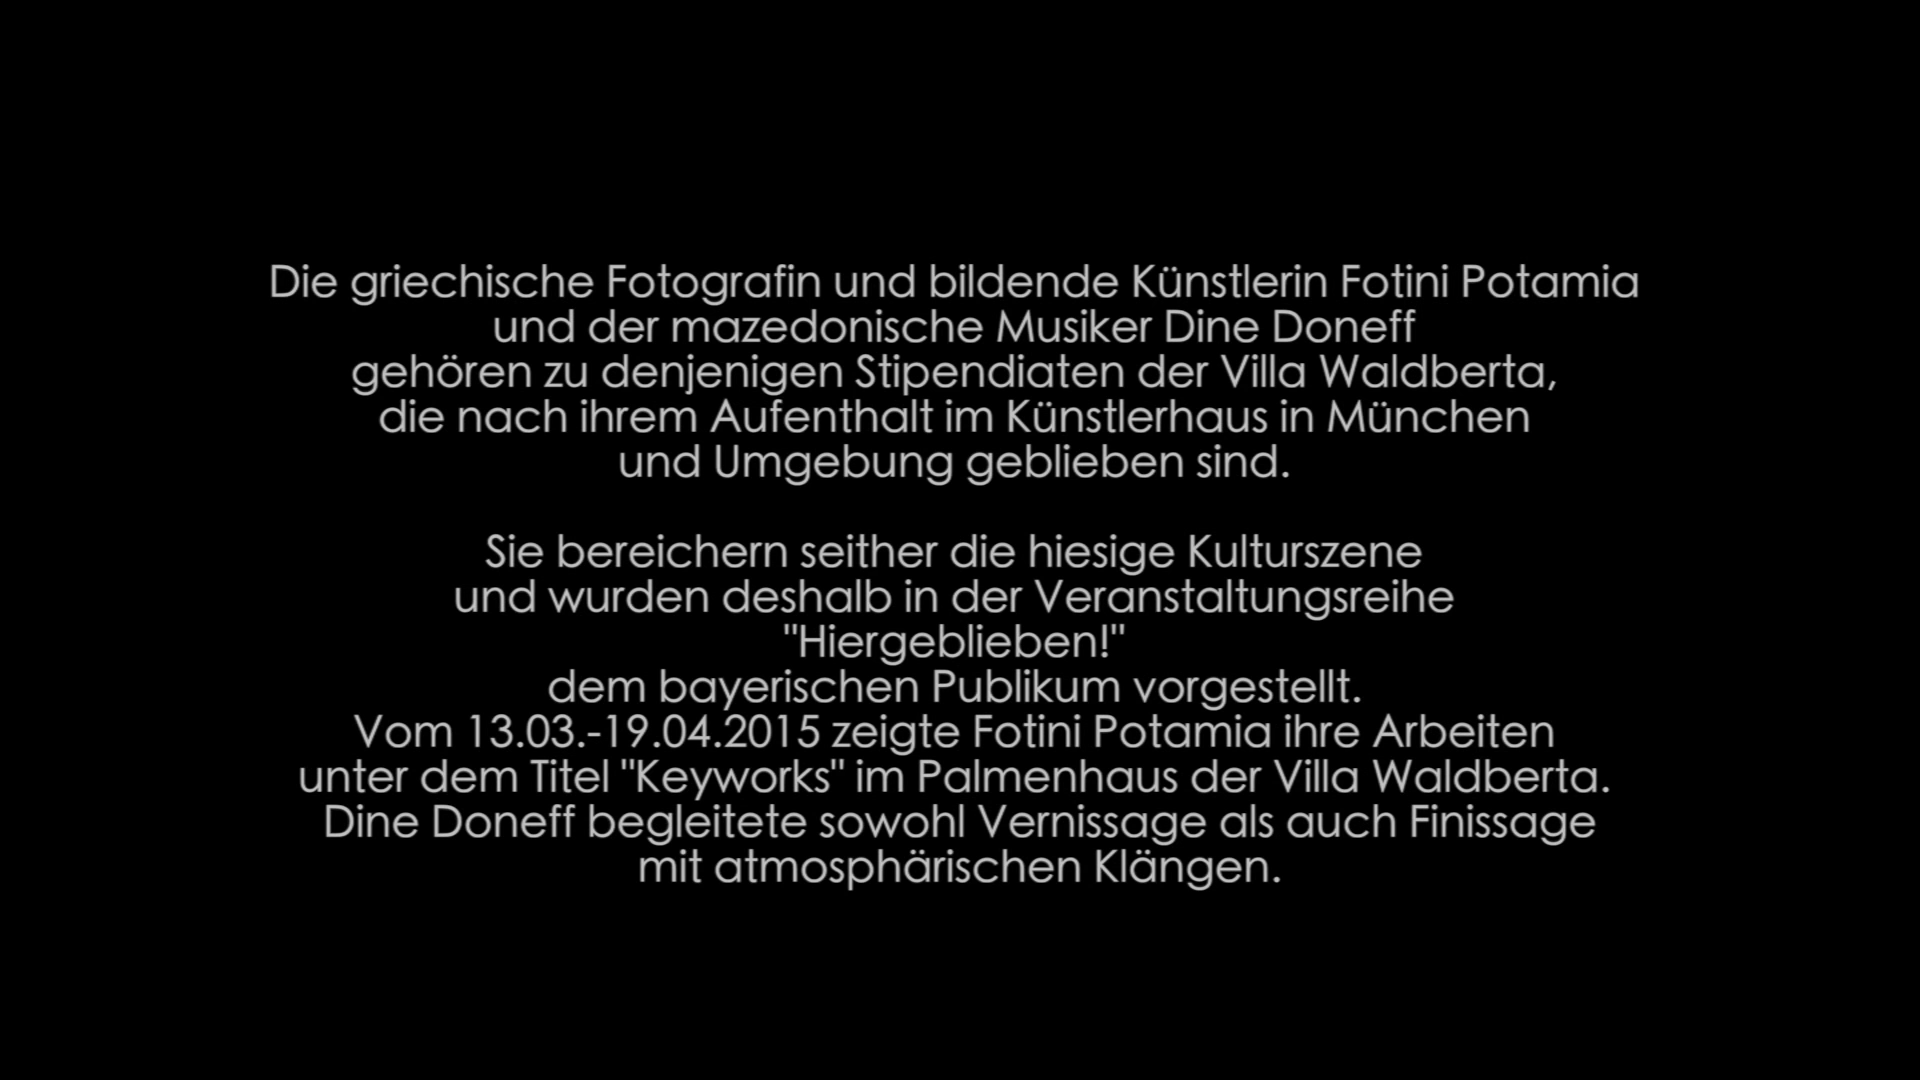 Die griechische Fotografin und bildende Künstlerin Fotini Potamia
und der mazedonische Musiker Dine Doneff
gehören zu denjenigen Stipendiaten der Villa Waldberta,
die nach ihrem Aufenthalt im Künstlerhaus in München
und Umgebung geblieben sind.
Sie bereichern seither die hiesige Kulturszene
und wurden deshalb in der Veranstaltungsreihe
"Hiergeblieben!"
dem bayerischen Publikum vorgestellt.
Vom 13.03.-19.04.2015 zeigte Fotini Potamia ihre Arbeiten
unter dem Titel "Keyworks" im Palmenhaus der Villa Waldberta.
Dine Doneff begleitete sowohl Vernissage als auch Finissage
mit atmosphärischen Klängen.